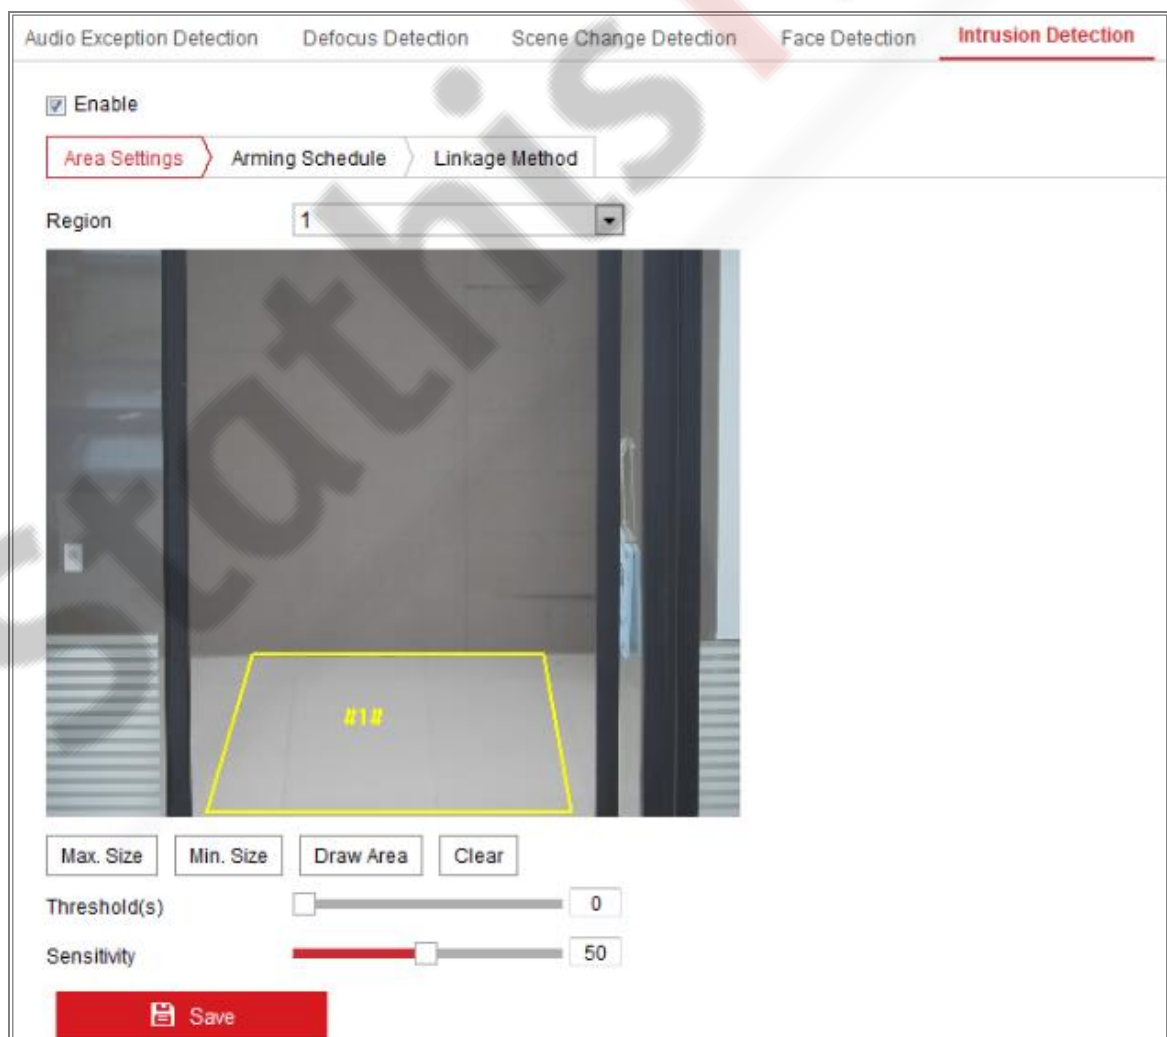 Audio Exception Detection Defocus Detection Scene Change Detection Face Detection Intrusion Detection
Enable
Area Settings Arming Schedule Linkage Method
Region 1
#1#
Max. Size Min. Size Draw Area Clear
Threshold(s) 0
Sensitivity 50
Save
Stathis